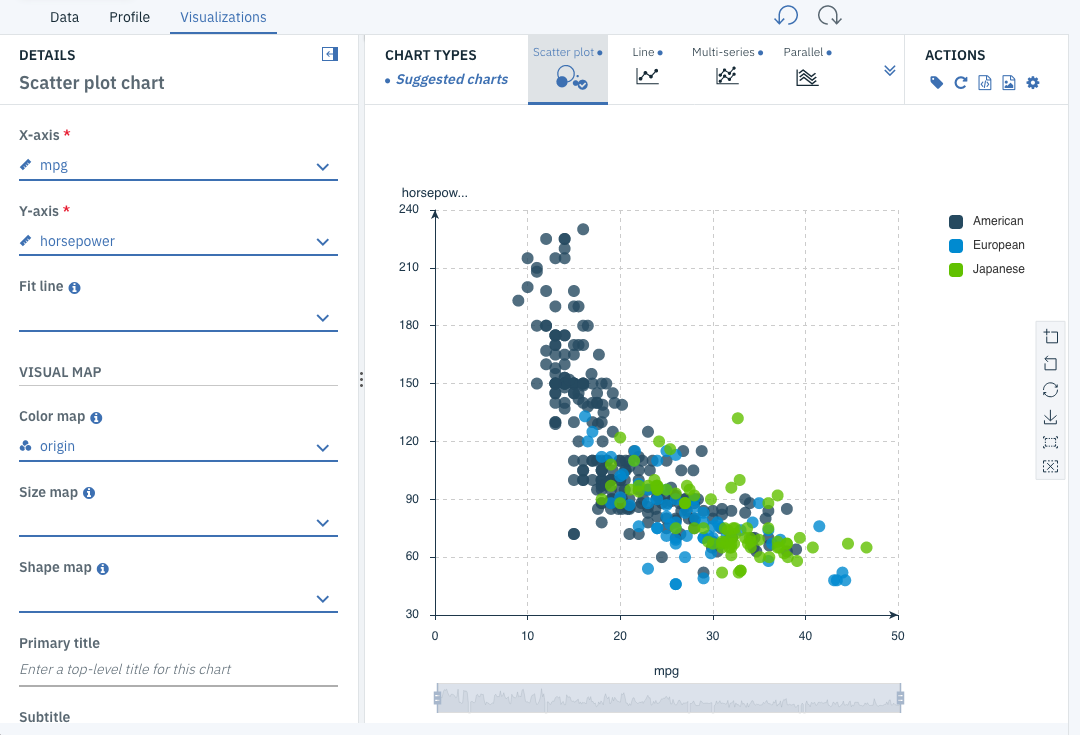 Data Profile Visualizations
DETAILS
Scatter plot chart
X-axis *
mpg
Y-axis *
horsepower
Fit line
VISUAL MAP
Color map
origin
Size map
Shape map
Primary title
Enter a top-level title for this chart
Subtitle
CHART TYPES
• Suggested charts
Scatter plot •
Line •
Multi-series •
Parallel •
ACTIONS
horsepow...
240
210
180
150
120
90
60
30
0 10 20 30 40 50
mpg
American
European
Japanese